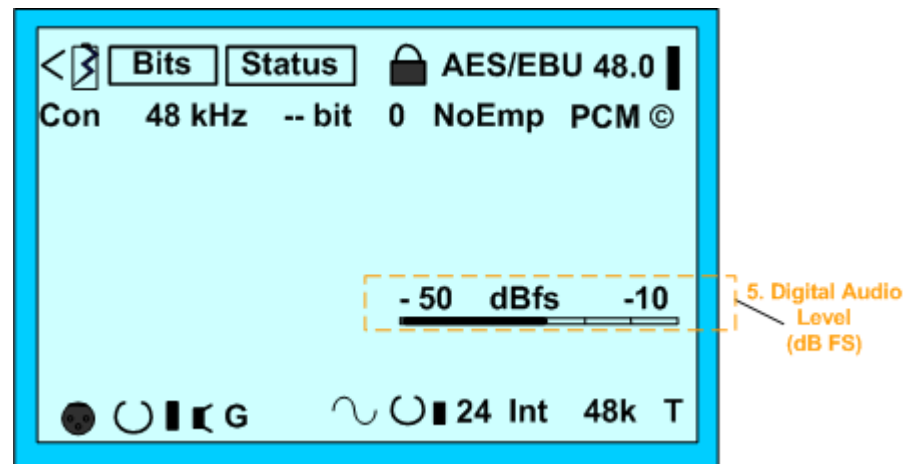 < Bits Status AES/EBU 48.0
Con 48 kHz -- bit 0 NoEmp PCM ©
- 50 dBfs -10
5. Digital Audio
Level
(dB FS)
G 24 Int 48k T